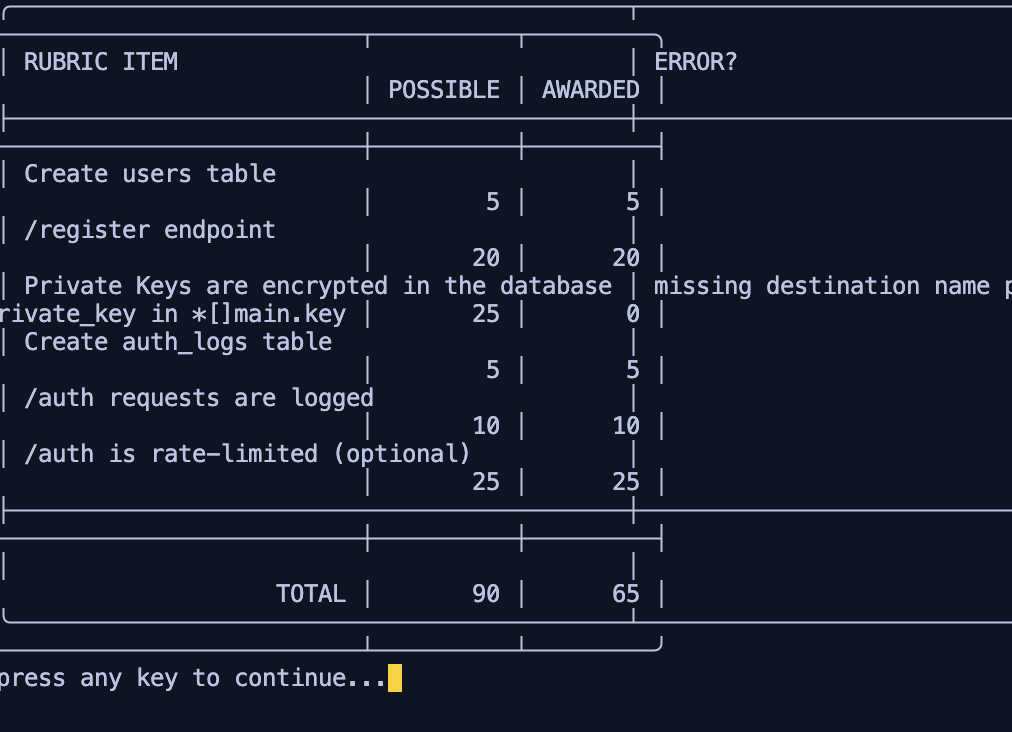 RUBRIC ITEM ERROR?
POSSIBLE AWARDED
Create users table
5 5
/register endpoint
20 20
Private Keys are encrypted in the database missing destination name p
rivate_key in *[]main.key 25 0
Create auth_logs table
5 5
/auth requests are logged
10 10
/auth is rate-limited (optional)
25 25
TOTAL 90 65
press any key to continue...